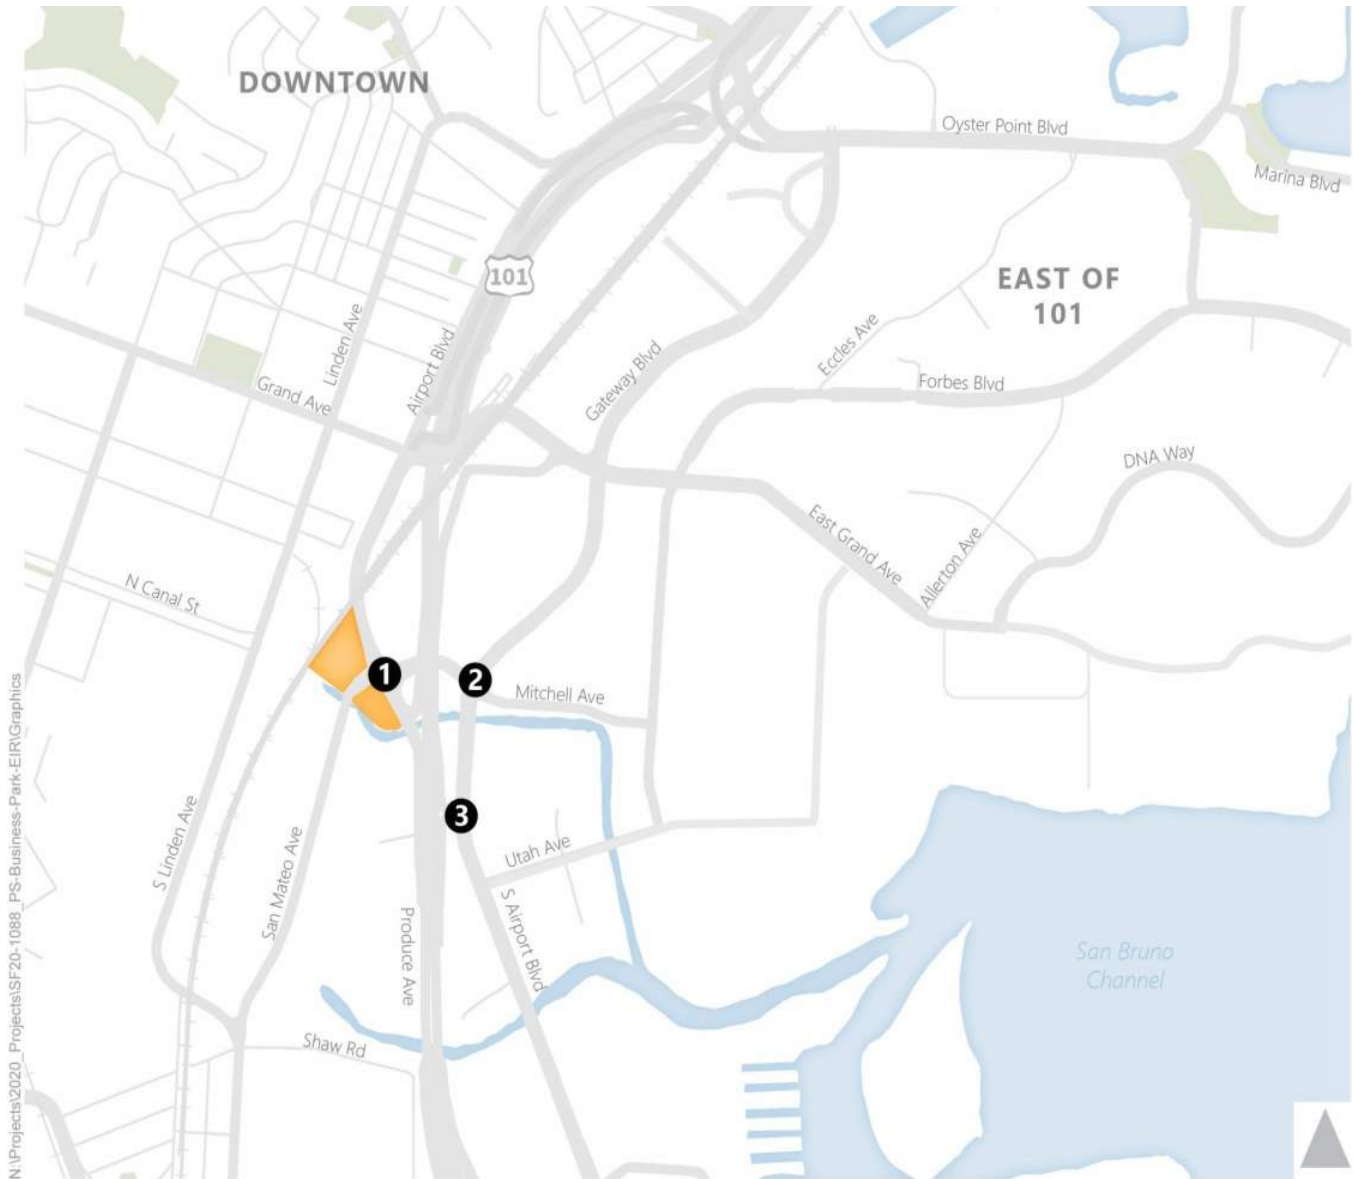 DOWNTOWN
Oyster Point Blvd
Marina Blvd
101
EAST OF
101
Linden Ave
Airport Blvd
Eccles Ave
Gateway Blvd
Forbes Blvd
Grand Ave
DNA Way
East Grand Ave
Allerton Ave
N Canal St
1
2
Mitchell Ave
3
Utah Ave
S Linden Ave
San Mateo Ave
Produce Ave
S Airport Blvd
San Bruno
Channel
Shaw Rd
N:\Projects\2020_Projects\SF20-1088_PS-Business-Park-EIR\Graphics